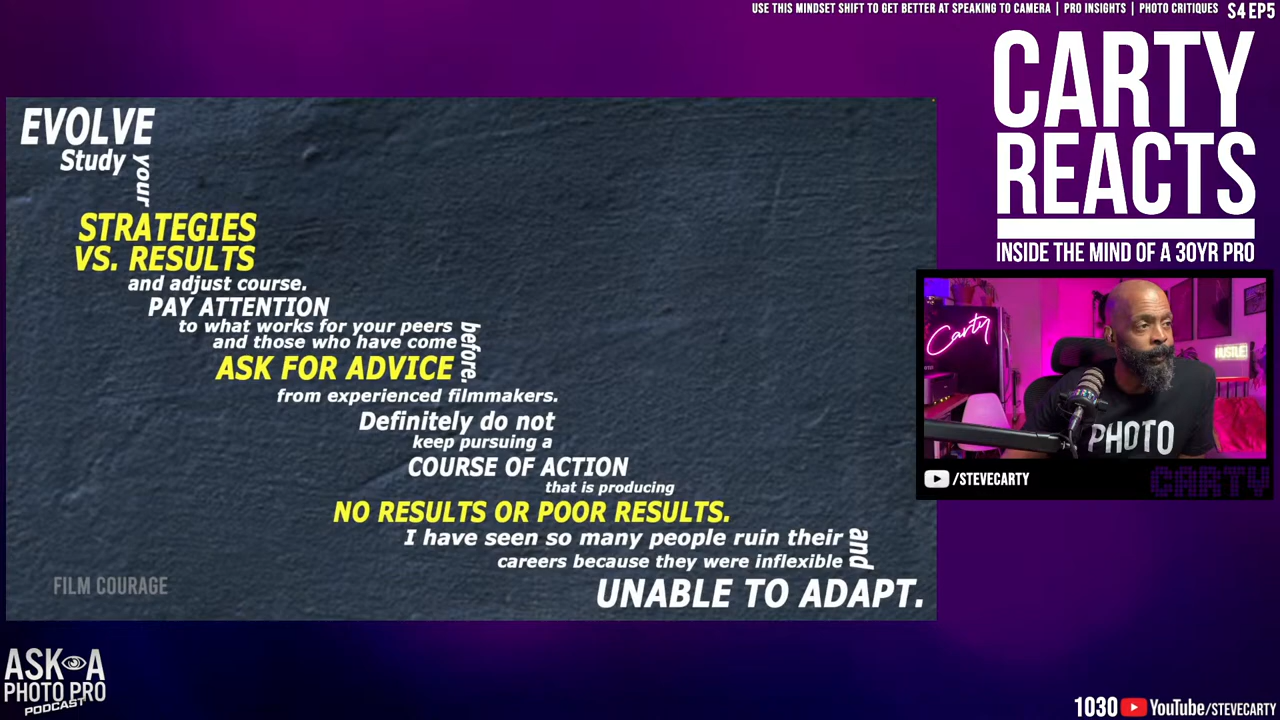 USE THIS MINDSET SHIFT TO GET BETTER AT SPEAKING TO CAMERA | PRO INSIGHTS | PHOTO CRITIQUES S4 EP5
CARTY
REACTS
INSIDE THE MIND OF A 30YR PRO
EVOLVE
Study your
STRATEGIES
VS. RESULTS
and adjust course.
PAY ATTENTION
to what works for your peers
and those who have come before.
ASK FOR ADVICE
from experienced filmmakers.
Definitely do not
keep pursuing a
COURSE OF ACTION
that is producing
NO RESULTS OR POOR RESULTS.
I have seen so many people ruin their
careers because they were inflexible and
UNABLE TO ADAPT.
FILM COURAGE
Carty
HUSTLE
PHOTO
/STEVECARTY
CARTY
ASK A
PHOTO PRO
PODCAST
1030 YouTube/STEVECARTY